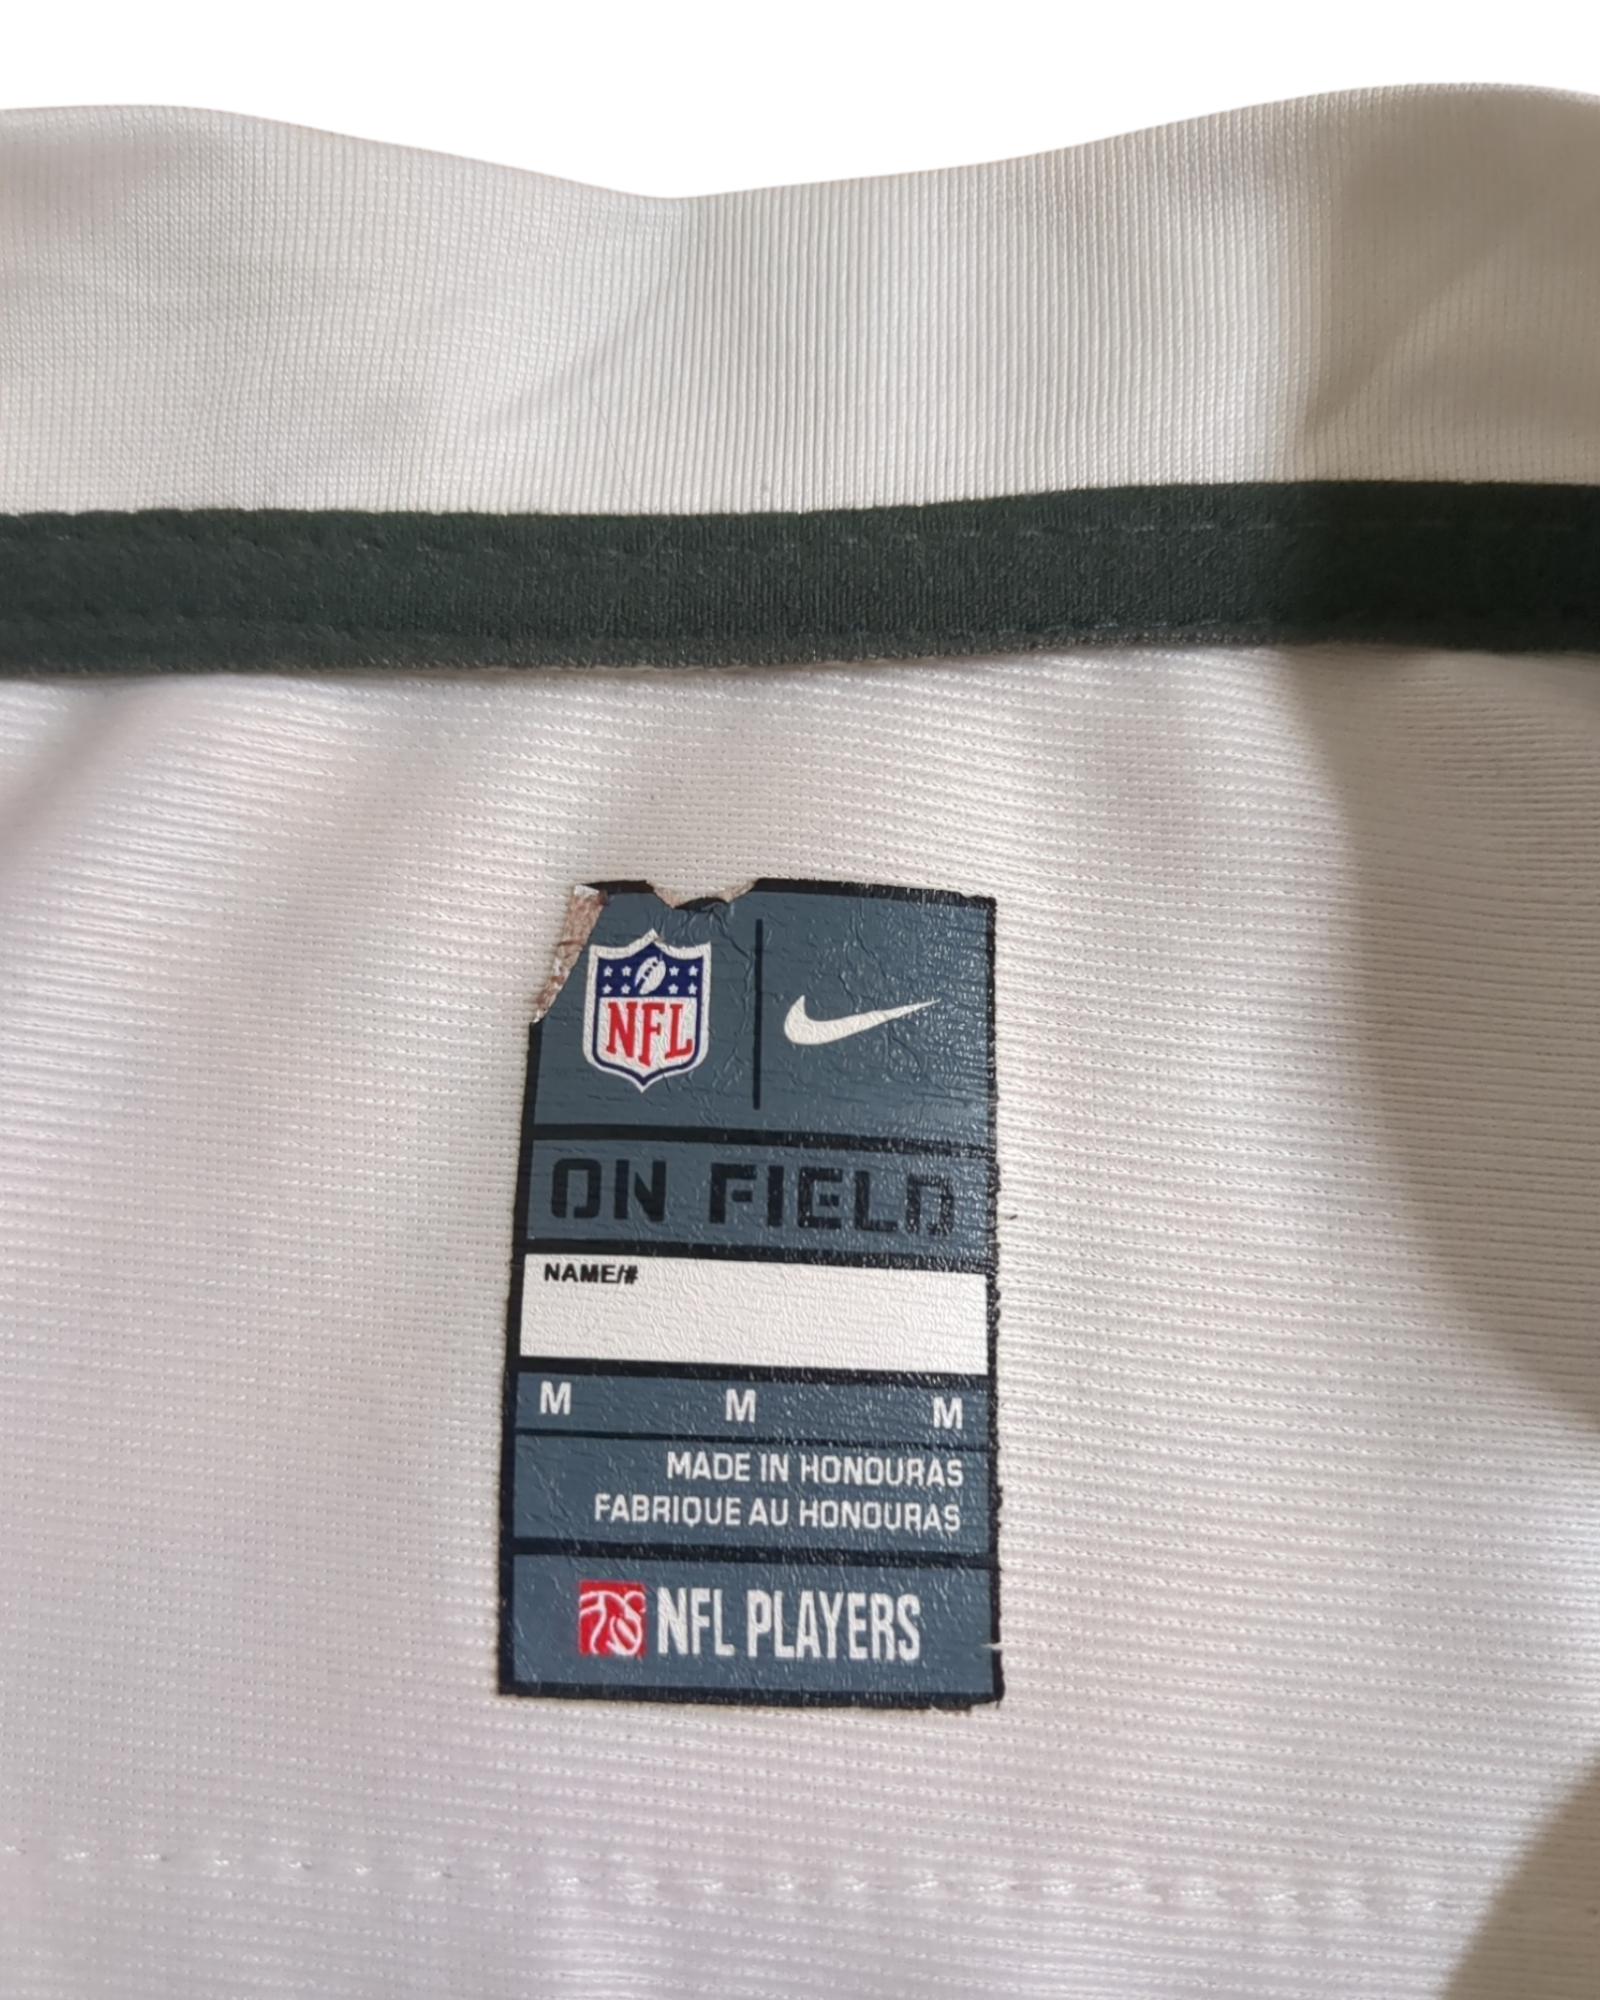 NFL
ON FIELD
NAME/#
M M M
MADE IN HONDURAS
FABRIQUE AU HONDURAS
NFL PLAYERS